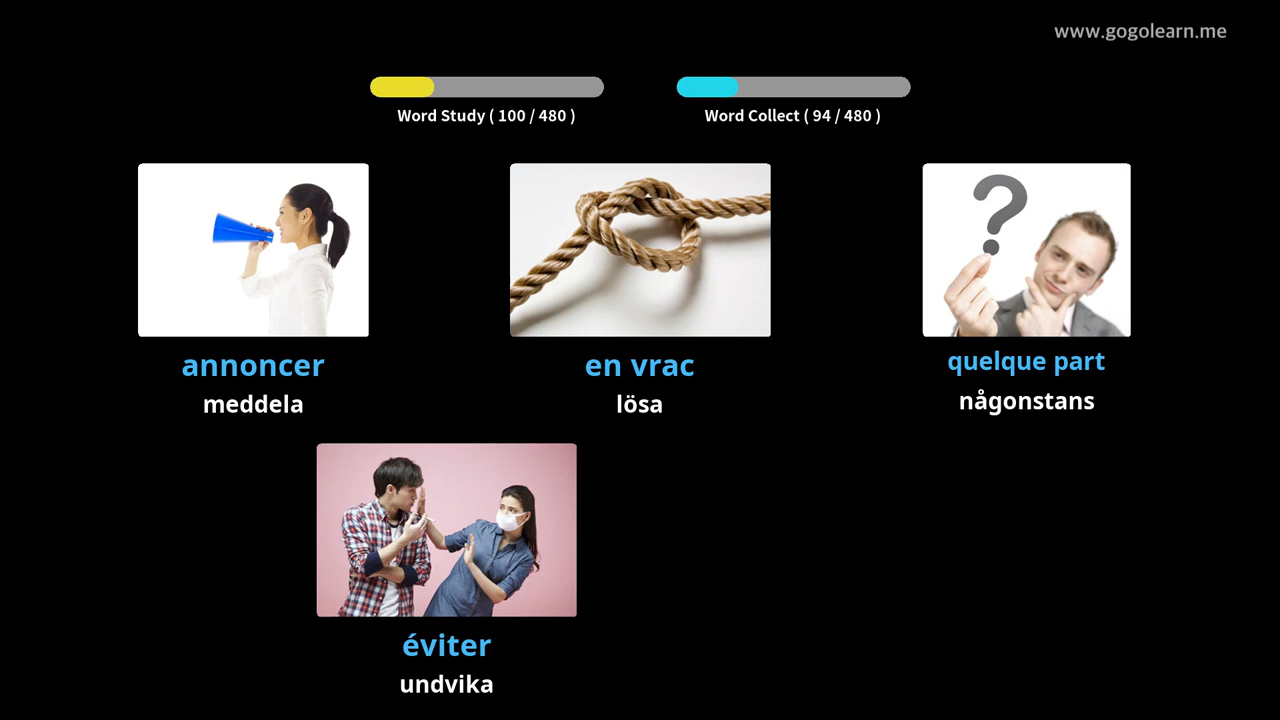 www.gogolearn.me
Word Study ( 100 / 480 )
Word Collect ( 94 / 480 )
annoncer
meddela
en vrac
lösa
quelque part
någonstans
éviter
undvika